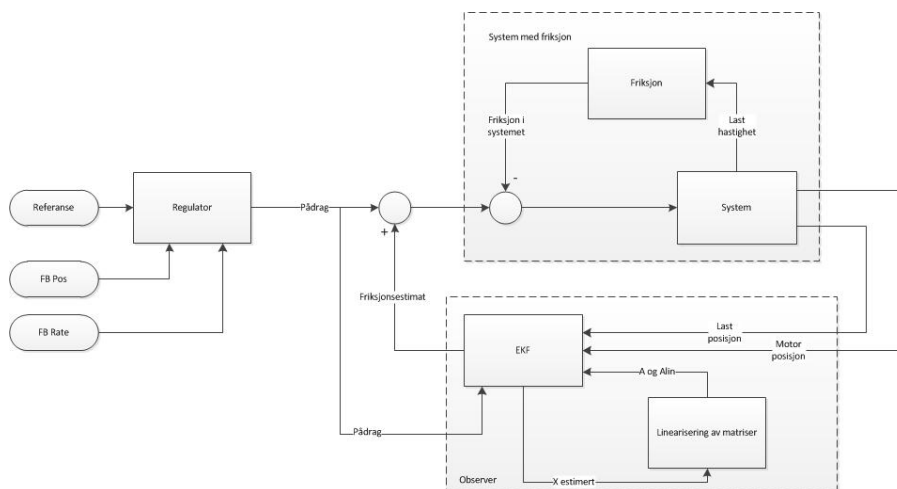 System med friksjon
Friksjon
Friksjon i
systemet
Last
hastighet
-
Referanse
Regulator
Pådrag
System
+
FB Pos
FB Rate
Friksjonsestimat
EKF
Last
posisjon
Motor
posisjon
A og Alin
Linearisering av matriser
Pådrag
X estimert
Observer